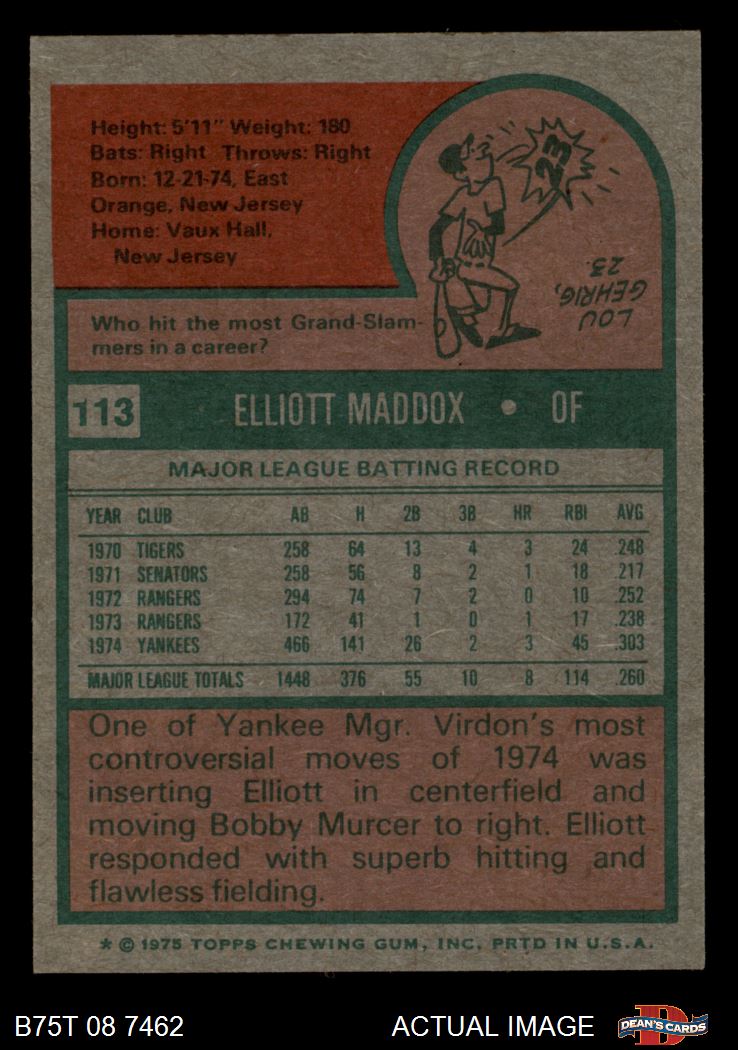 Height: 5'11" Weight: 180
Bats: Right Throws: Right
Born: 12-21-74, East
Orange, New Jersey
Home: Vaux Hall,
New Jersey
23
LOU
GEHRIG,
23.
Who hit the most Grand-Slam-
mers in a career?
113 ELLIOTT MADDOX • OF
MAJOR LEAGUE BATTING RECORD
YEAR CLUB AB H 2B 3B HR RBI AVG
1970 TIGERS 258 64 13 4 3 24 .248
1971 SENATORS 258 56 8 2 1 18 .217
1972 RANGERS 294 74 7 2 0 10 .252
1973 RANGERS 172 41 1 0 1 17 .238
1974 YANKEES 466 141 26 2 3 45 .303
MAJOR LEAGUE TOTALS 1448 376 55 10 8 114 .260
One of Yankee Mgr. Virdon's most
controversial moves of 1974 was
inserting Elliott in centerfield and
moving Bobby Murcer to right. Elliott
responded with superb hitting and
flawless fielding.
* © 1975 TOPPS CHEWING GUM, INC. PRTD IN U.S.A.
B75T 08 7462
ACTUAL IMAGE
D
DEAN'S CARDS